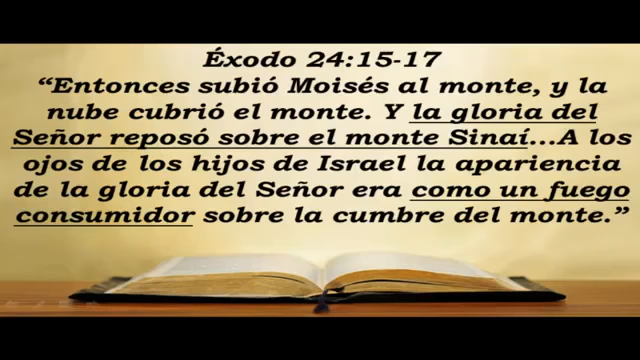 Éxodo 24:15-17
“Entonces subió Moisés al monte, y la
nube cubrió el monte. Y la gloria del
Señor reposó sobre el monte Sinaí...A los
ojos de los hijos de Israel la apariencia
de la gloria del Señor era como un fuego
consumidor sobre la cumbre del monte.”